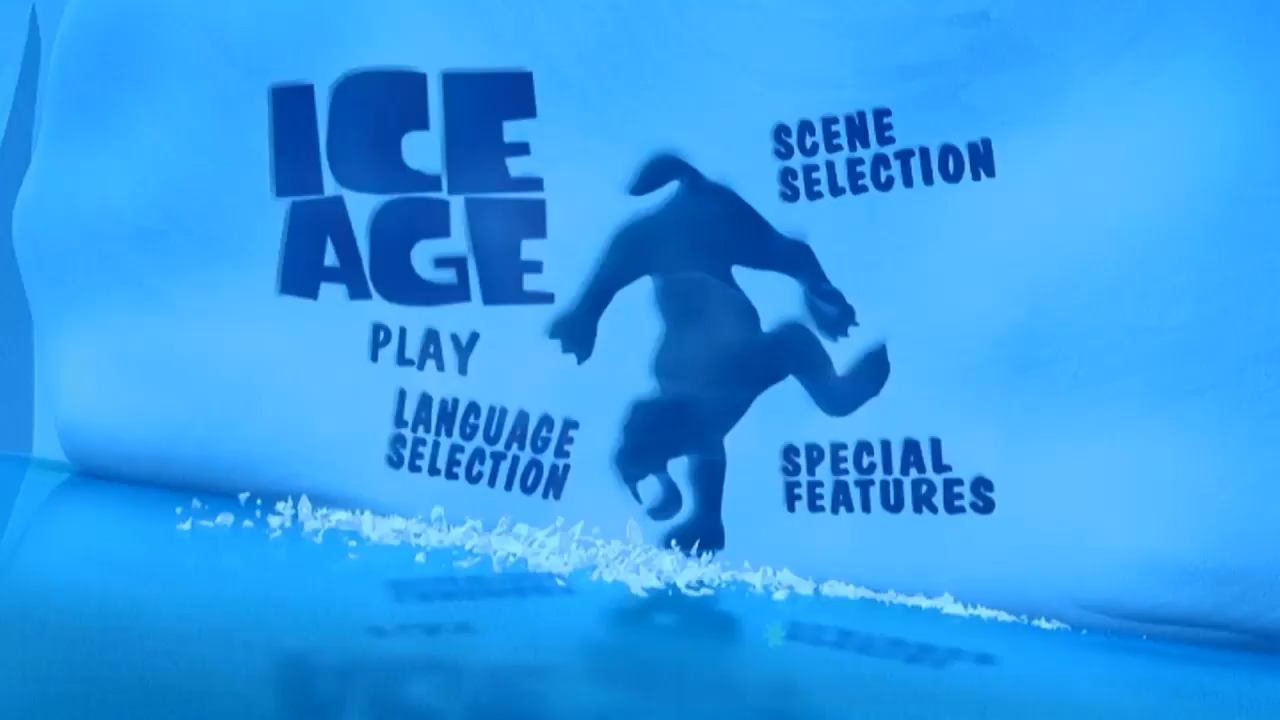 ICE
AGE
PLAY
LANGUAGE
SELECTION
SCENE
SELECTION
SPECIAL
FEATURES